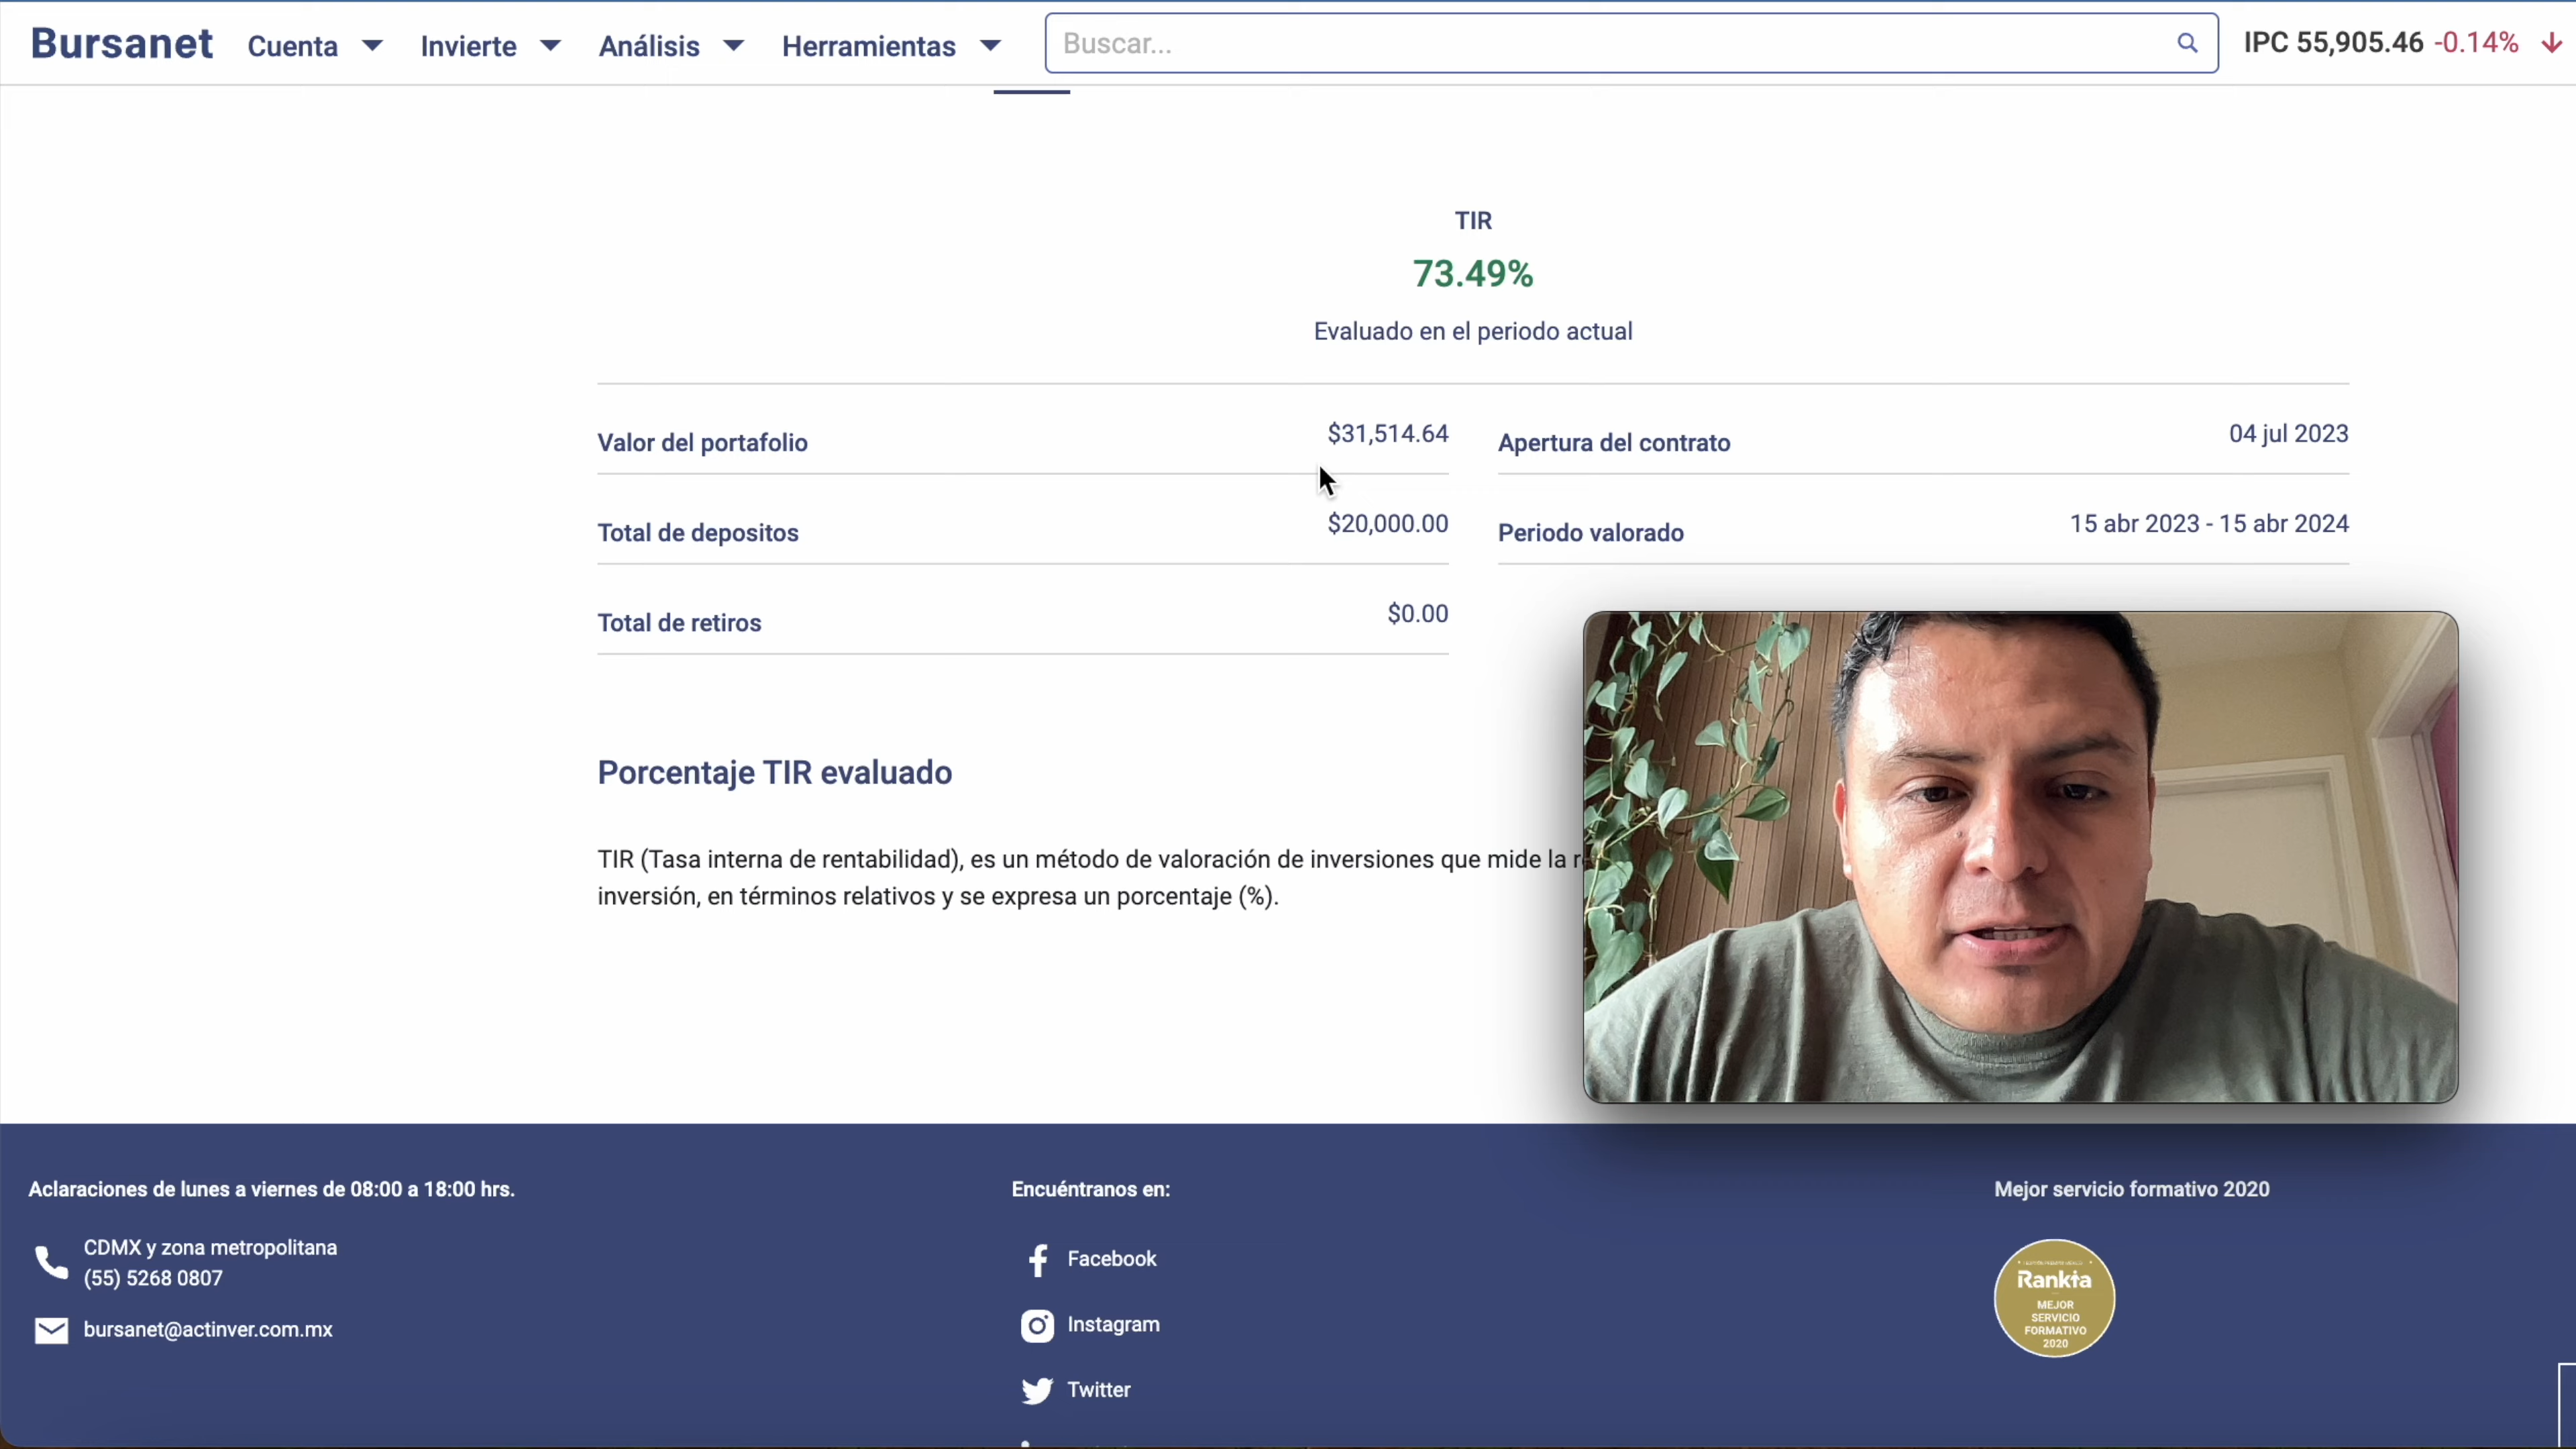 Bursanet Cuenta Invierte Análisis Herramientas Buscar... IPC 55,905.46 -0.14%
TIR
73.49%
Evaluado en el periodo actual
Valor del portafolio $31,514.64 Apertura del contrato 04 jul 2023
Total de depositos $20,000.00 Periodo valorado 15 abr 2023 - 15 abr 2024
Total de retiros $0.00
Porcentaje TIR evaluado
TIR (Tasa interna de rentabilidad), es un método de valoración de inversiones que mide la
inversión, en términos relativos y se expresa un porcentaje (%).
Aclaraciones de lunes a viernes de 08:00 a 18:00 hrs.
CDMX y zona metropolitana
(55) 5268 0807
bursanet@actinver.com.mx
Encuéntranos en:
Facebook
Instagram
Twitter
Mejor servicio formativo 2020
Rankia
MEJOR
SERVICIO
FORMATIVO
2020